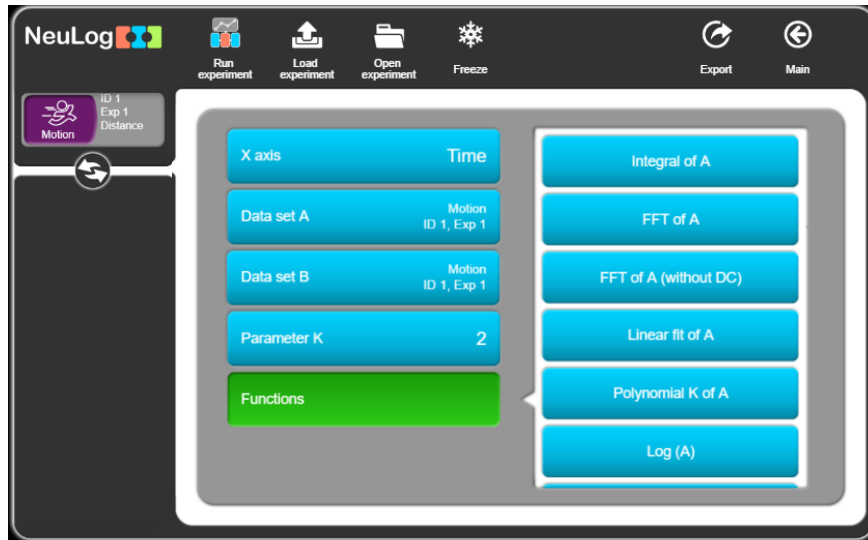 NeuLog
Run
experiment
Load
experiment
Open
experiment
Freeze
Export
Main
Motion
ID 1
Exp 1
Distance
X axis
Time
Data set A
Motion
ID 1, Exp 1
Data set B
Motion
ID 1, Exp 1
Parameter K
2
Functions
Integral of A
FFT of A
FFT of A (without DC)
Linear fit of A
Polynomial K of A
Log (A)